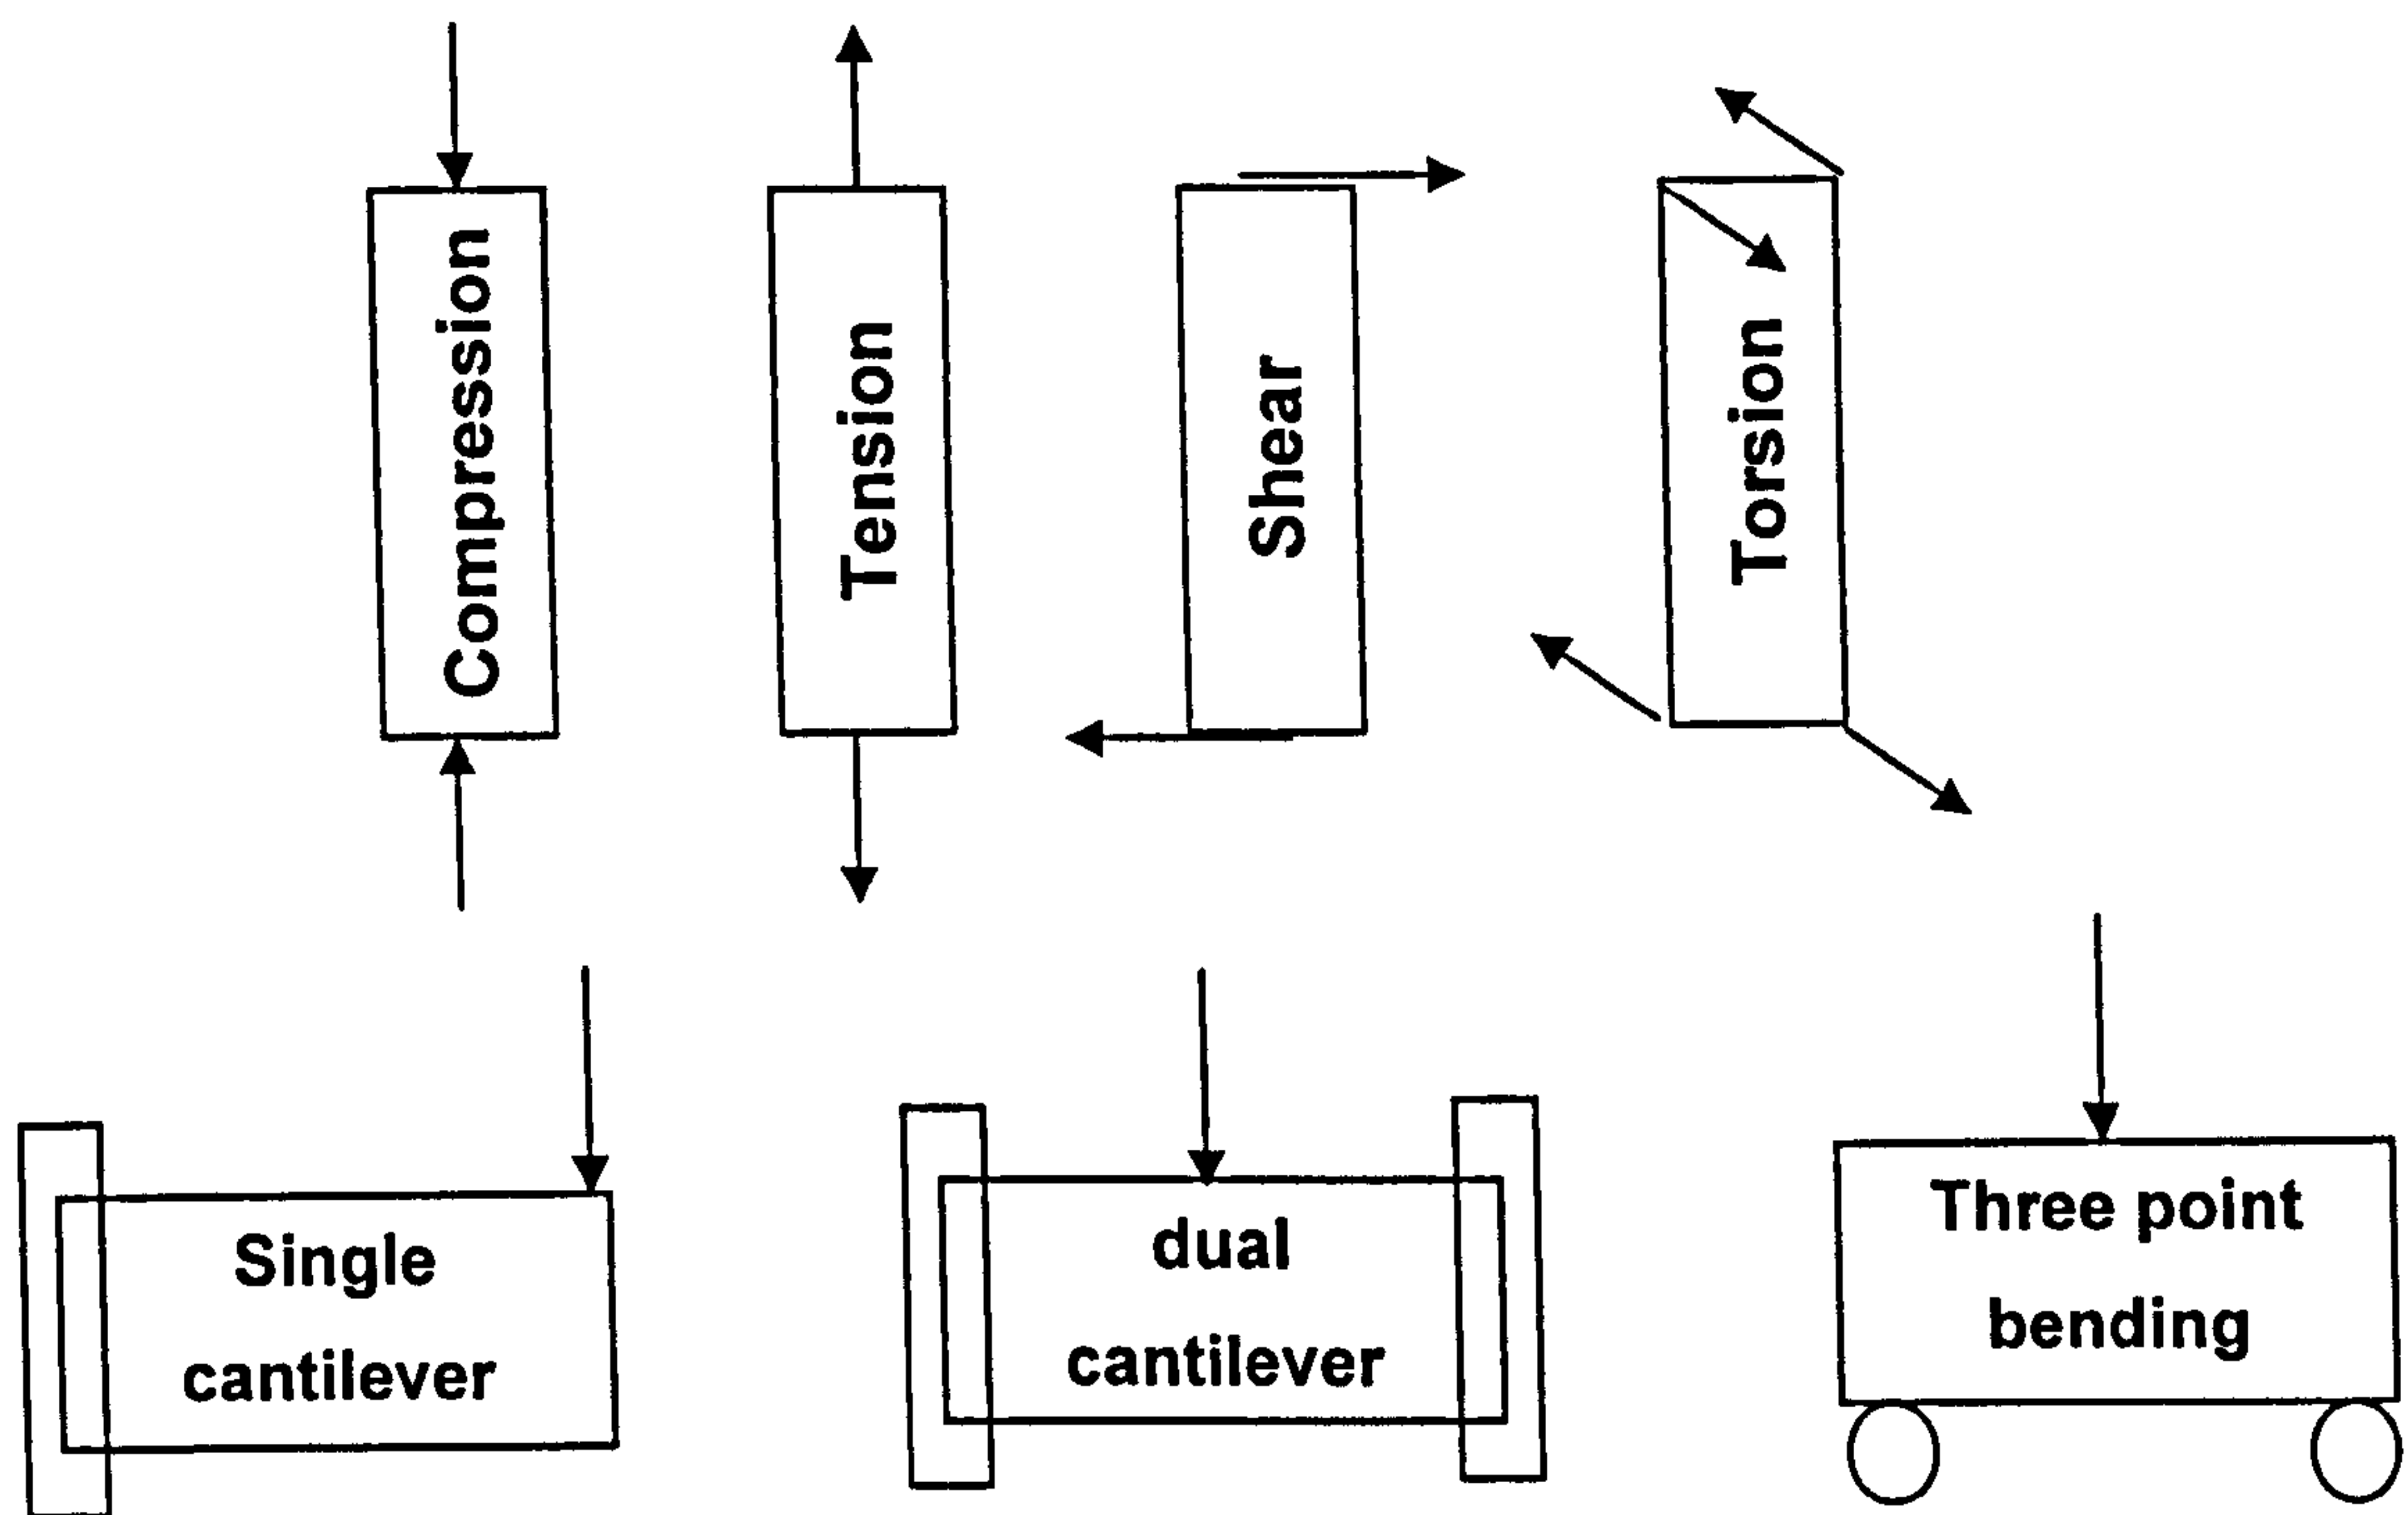 Compression
Tension
Shear
Torsion
Single
cantilever
dual
cantilever
Three point
bending